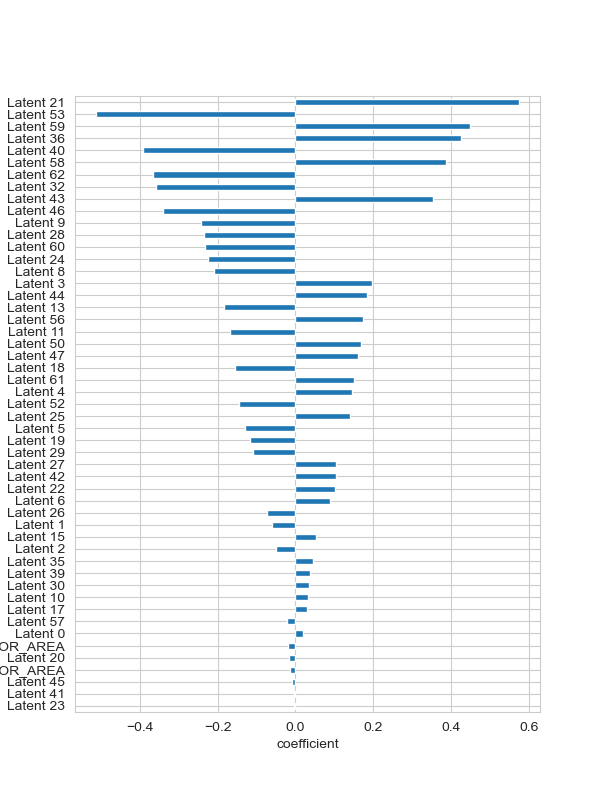 Latent 21
Latent 53
Latent 59
Latent 36
Latent 40
Latent 58
Latent 62
Latent 32
Latent 43
Latent 46
Latent 9
Latent 28
Latent 60
Latent 24
Latent 8
Latent 3
Latent 44
Latent 13
Latent 56
Latent 11
Latent 50
Latent 47
Latent 18
Latent 61
Latent 4
Latent 52
Latent 25
Latent 5
Latent 19
Latent 29
Latent 27
Latent 42
Latent 22
Latent 6
Latent 26
Latent 1
Latent 15
Latent 2
Latent 35
Latent 39
Latent 30
Latent 10
Latent 17
Latent 57
Latent 0
OR_AREA
Latent 20
OR_AREA
Latent 45
Latent 41
Latent 23
−0.4 −0.2 0.0 0.2 0.4 0.6
coefficient